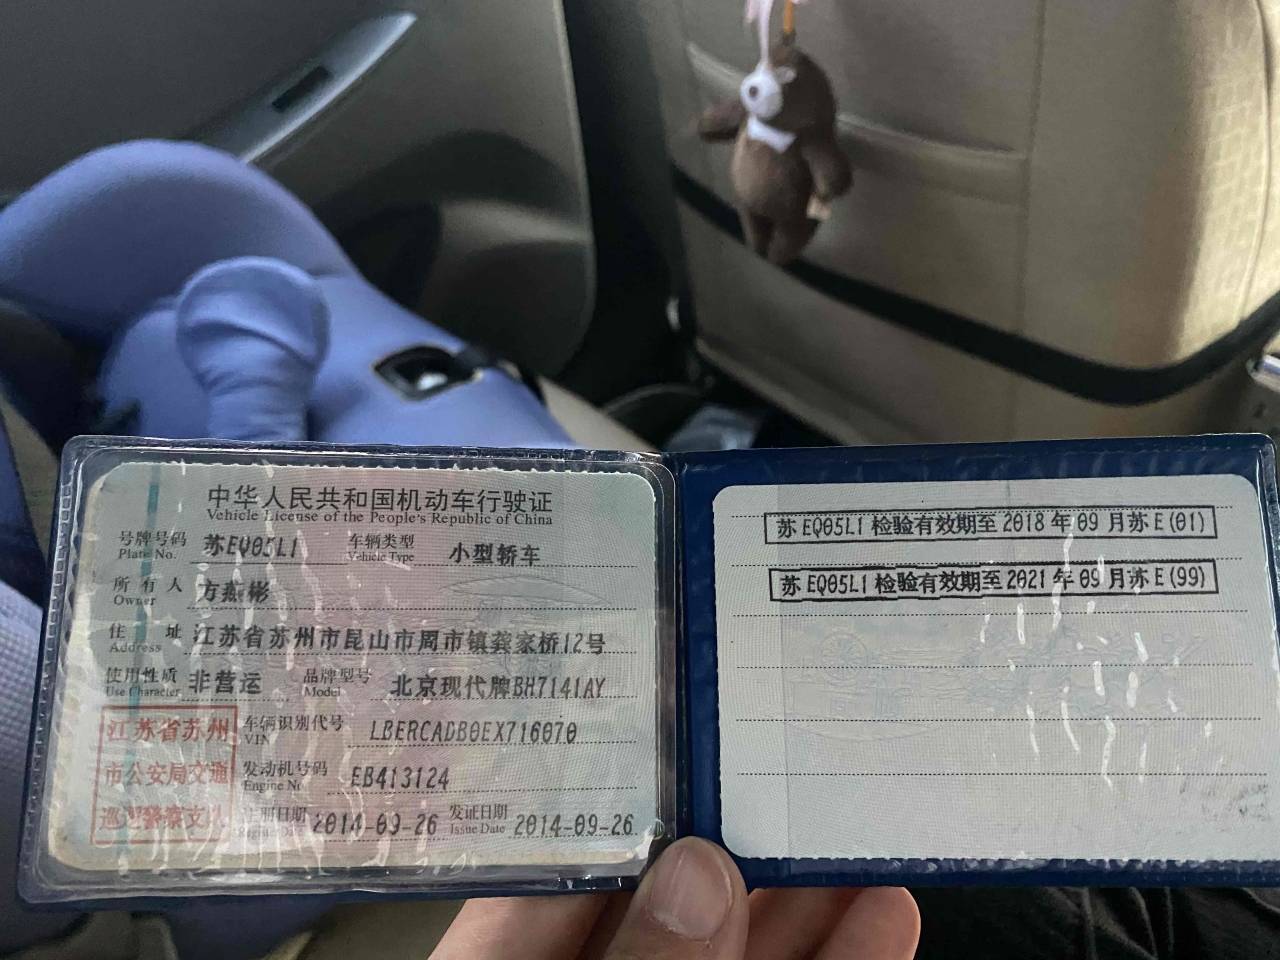 中华人民共和国机动车行驶证
Vehicle License of the People's Republic of China
号牌号码 苏EQ05L1 车辆类型 小型轿车
Plate No. Vehicle Type
所有人 方燕彬
Owner
住址 江苏省苏州市昆山市周市镇龚家桥12号
Address
使用性质 非营运 品牌型号 北京现代牌BH7141AY
Use Character Model
江苏省苏州
市公安局交通
巡逻警察支队
车辆识别代号 LBERCADB0EX716070
VIN
发动机号码 EB413124
Engine No.
注册日期 2014-09-26 发证日期 2014-09-26
Register Date Issue Date
苏EQ05L1检验有效期至2018年09月苏E(01)
苏EQ05L1检验有效期至2021年09月苏E(99)